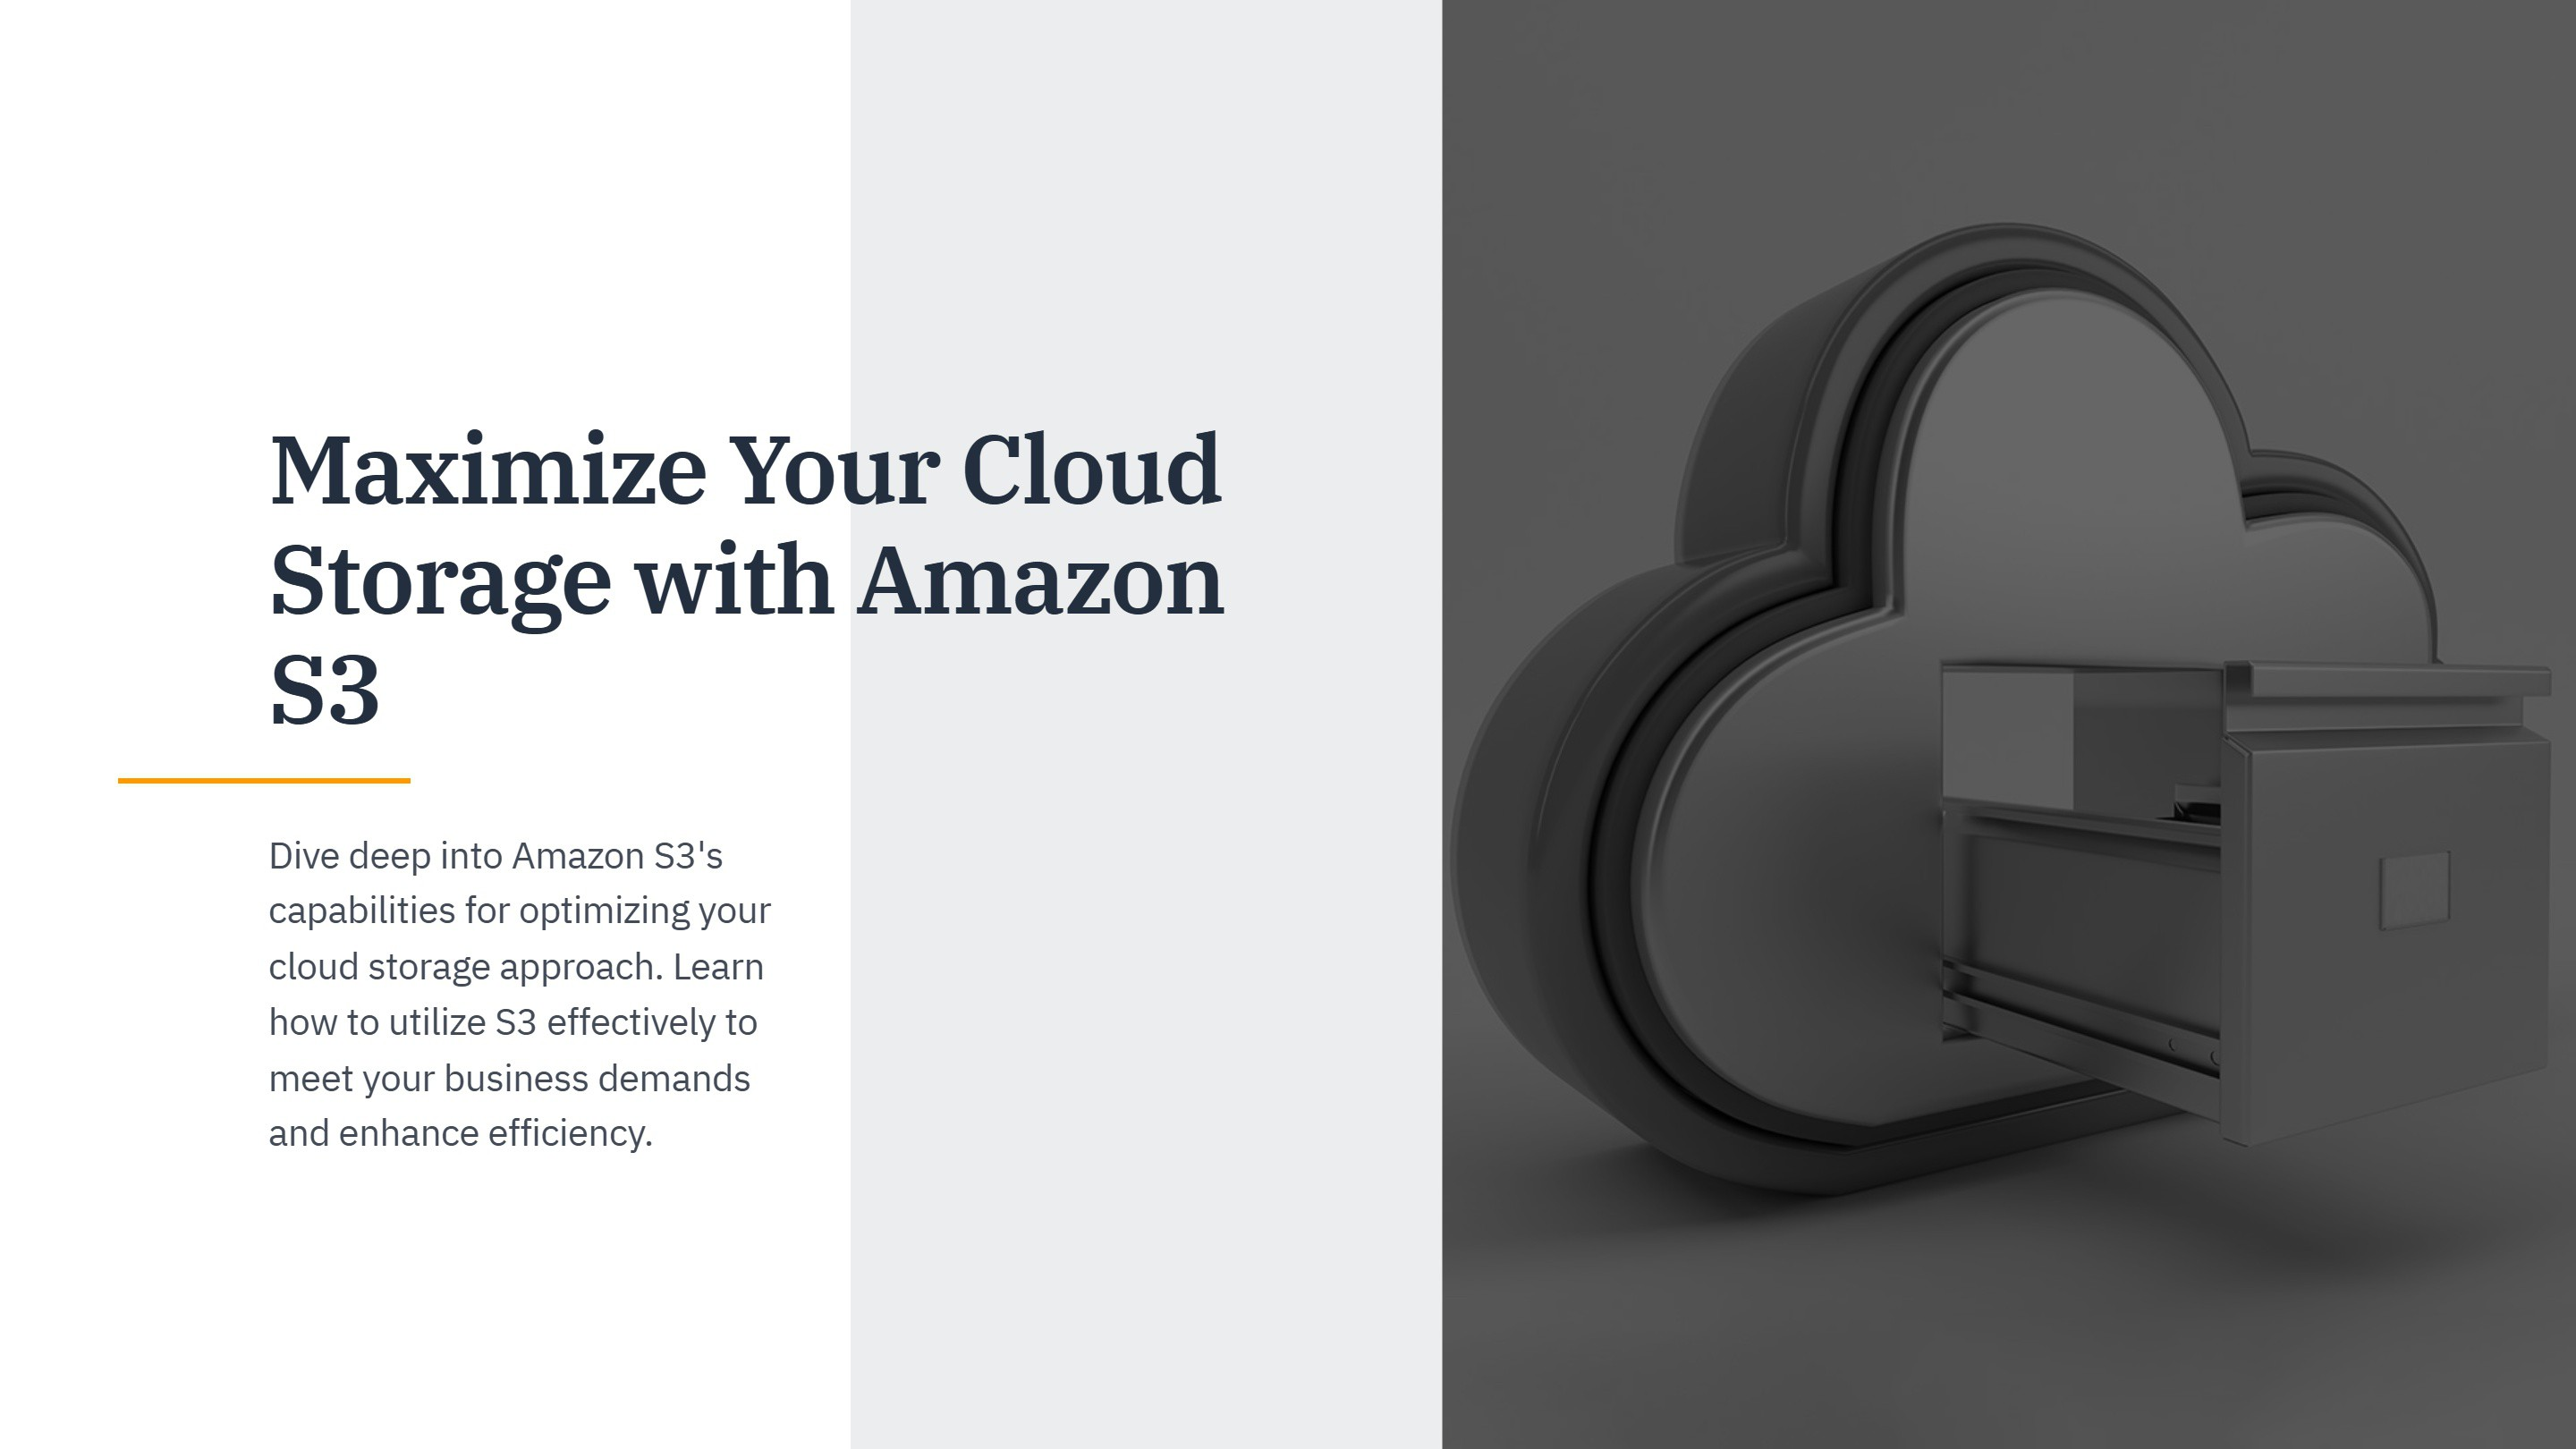 Maximize Your Cloud
Storage with Amazon
S3
Dive deep into Amazon S3's
capabilities for optimizing your
cloud storage approach. Learn
how to utilize S3 effectively to
meet your business demands
and enhance efficiency.